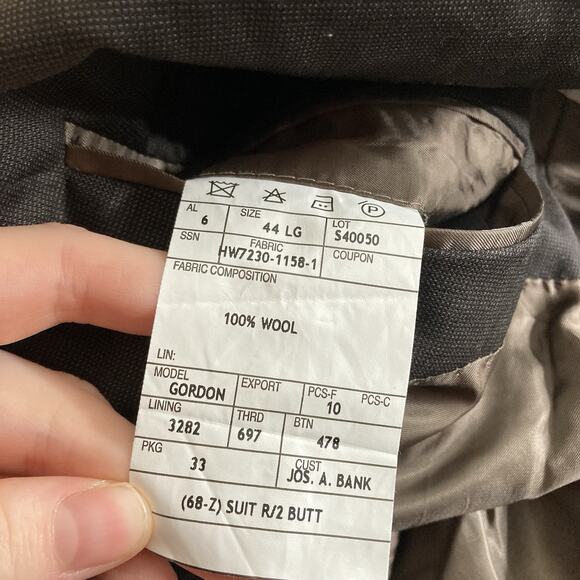 AL SIZE LOT
6 44 LG S40050
SSN FABRIC COUPON
HW7230-1158-1
FABRIC COMPOSITION
100% WOOL
LIN:
MODEL EXPORT PCS-F PCS-C
GORDON 10
LINING THRD BTN
3282 697 478
PKG CUST
33 JOS. A. BANK
(68-Z) SUIT R/2 BUTT